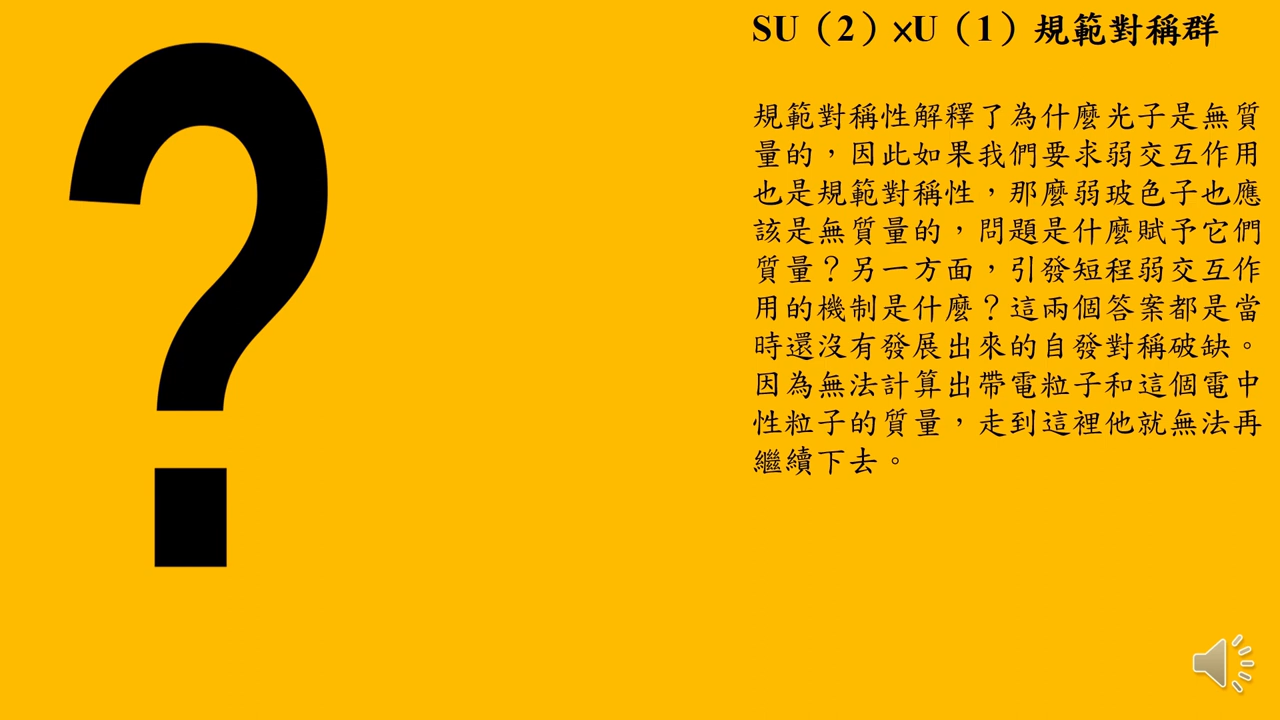 SU（2）×U（1）規範對稱群
規範對稱性解釋了為什麼光子是無質
量的，因此如果我們要求弱交互作用
也是規範對稱性，那麼弱玻色子也應
該是無質量的，問題是什麼賦予它們
質量？另一方面，引發短程弱交互作
用的機制是什麼？這兩個答案都是當
時還沒有發展出來的自發對稱破缺。
因為無法計算出帶電粒子和這個電中
性粒子的質量，走到這裡他就無法再
繼續下去。
?